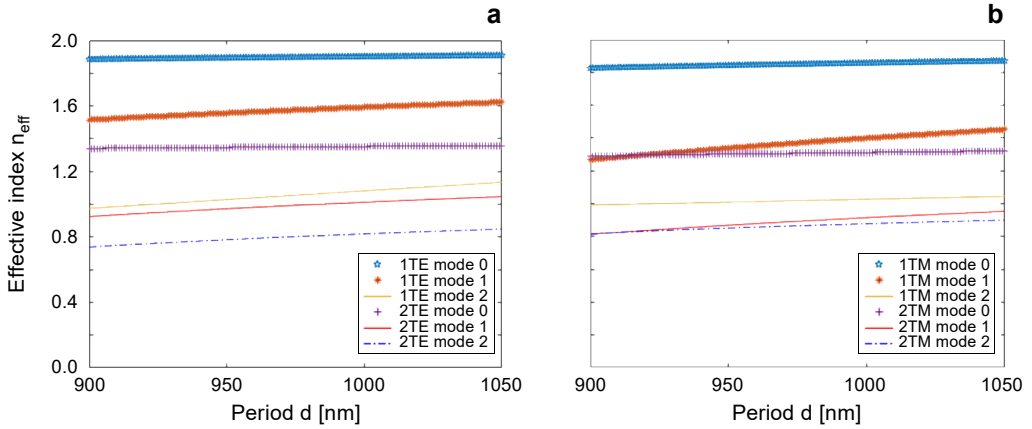 a
Effective index neff
2.0
1.6
1.2
0.8
0.4
0.0
1TE mode 0
1TE mode 1
1TE mode 2
2TE mode 0
2TE mode 1
2TE mode 2
900
950
1000
1050
Period d [nm]
b
1TM mode 0
1TM mode 1
1TM mode 2
2TM mode 0
2TM mode 1
2TM mode 2
900
950
1000
1050
Period d [nm]